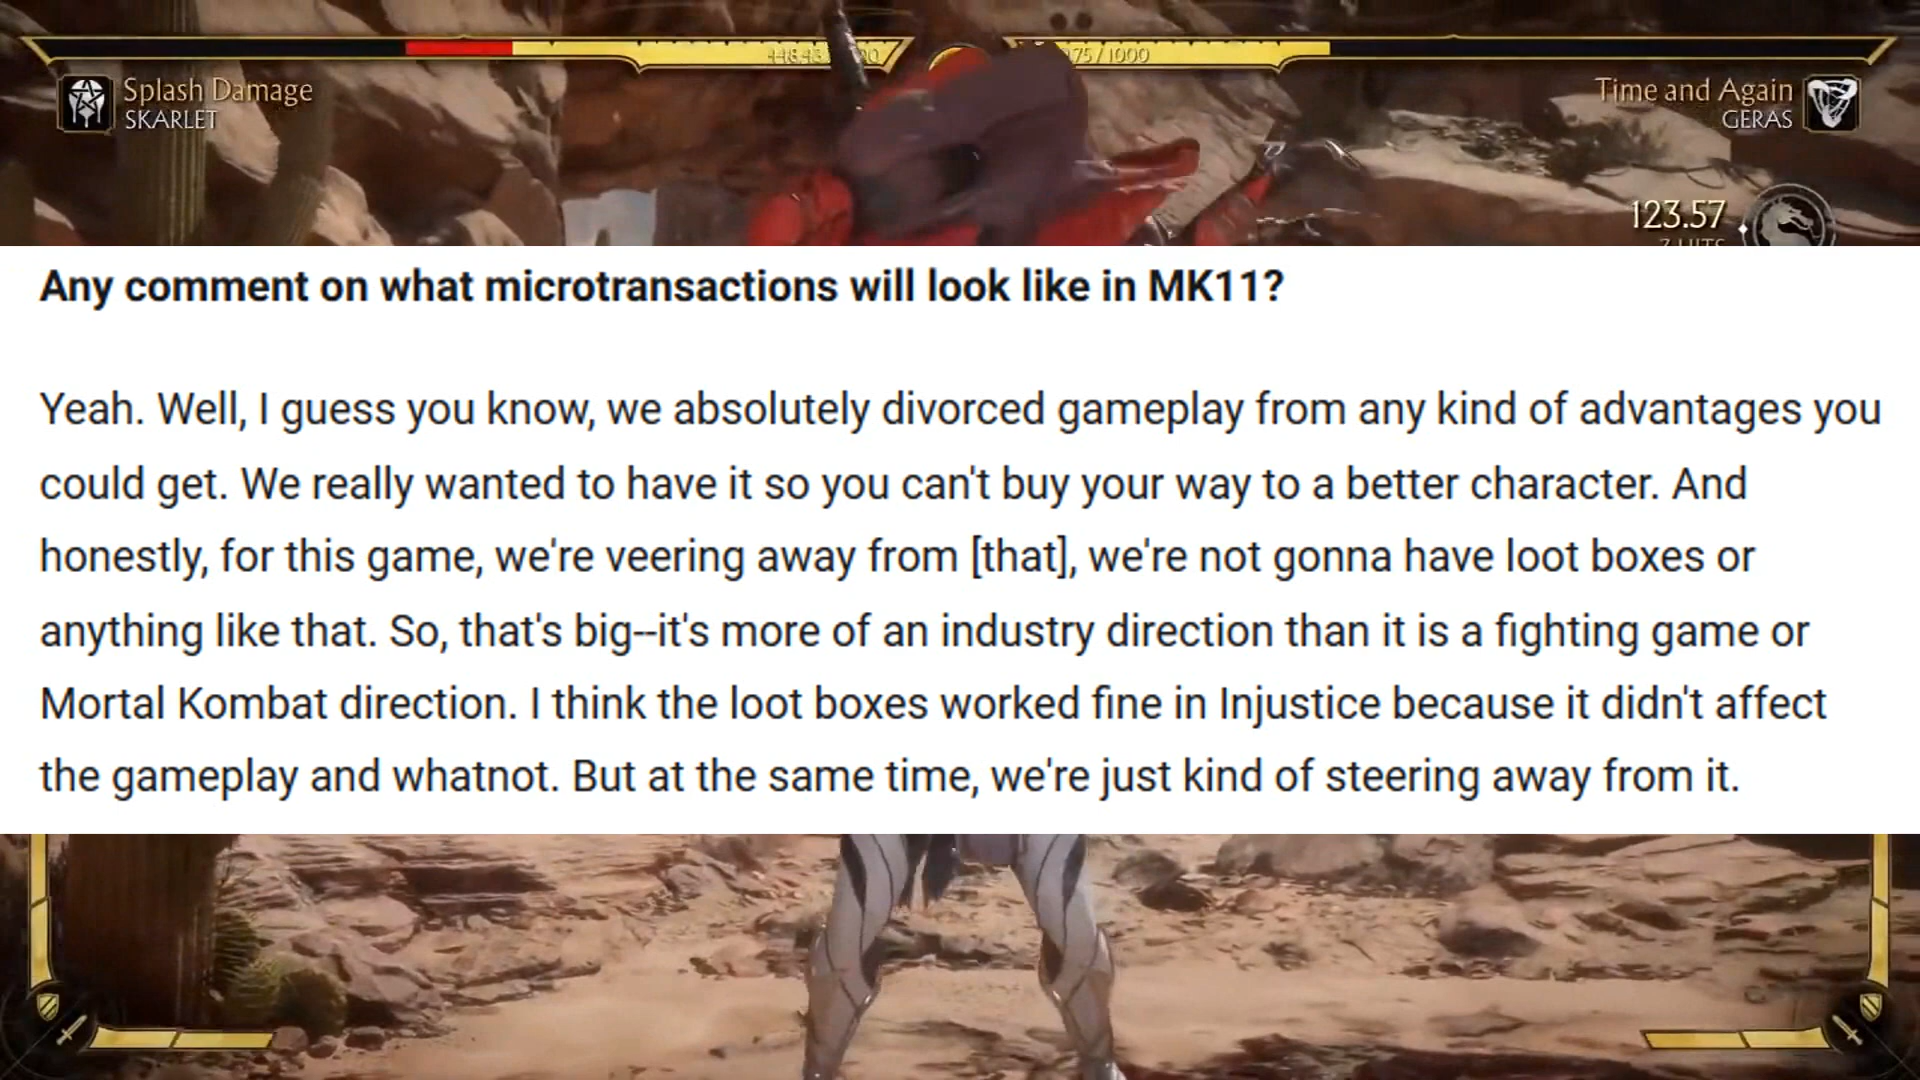 75/1000
Splash Damage
SKARLET
Time and Again
GERAS
123.57
HITS
Any comment on what microtransactions will look like in MK11?
Yeah. Well, I guess you know, we absolutely divorced gameplay from any kind of advantages you
could get. We really wanted to have it so you can't buy your way to a better character. And
honestly, for this game, we're veering away from [that], we're not gonna have loot boxes or
anything like that. So, that's big--it's more of an industry direction than it is a fighting game or
Mortal Kombat direction. I think the loot boxes worked fine in Injustice because it didn't affect
the gameplay and whatnot. But at the same time, we're just kind of steering away from it.